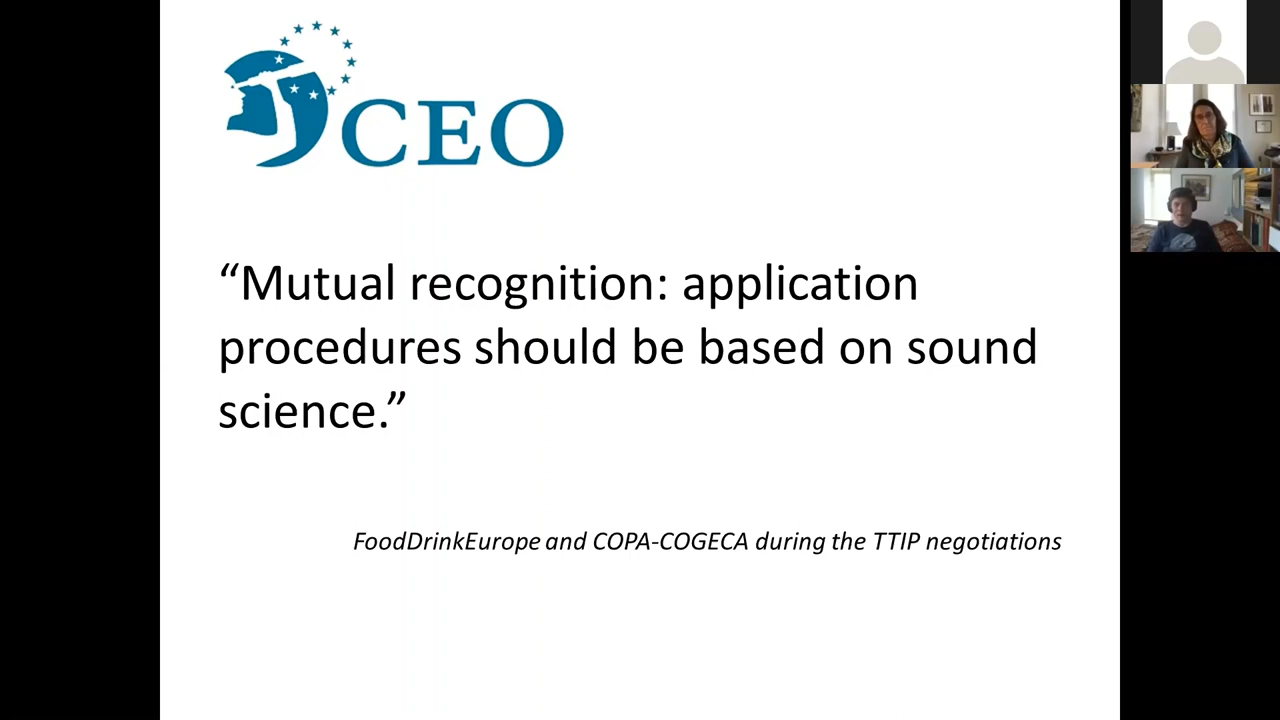 CEO
“Mutual recognition: application
procedures should be based on sound
science.”
FoodDrinkEurope and COPA-COGECA during the TTIP negotiations